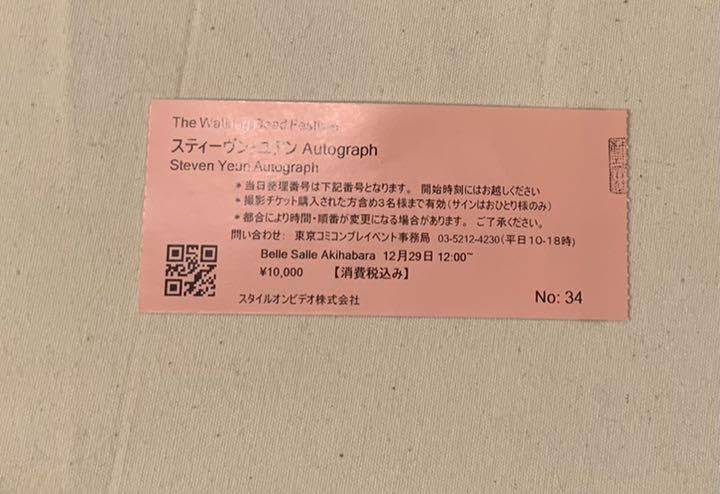 The Walking Dead Festival
スティーヴン・ユアン Autograph
Steven Yeun Autograph
＊当日整理番号は下記番号となります。 開始時刻にはお越しください
＊撮影チケット購入された方含め3名様まで有効(サインはおひとり様のみ)
＊都合により時間・順番が変更になる場合があります。 ご了承ください。
問い合わせ: 東京コミコンプレイベント事務局 03-5212-4230(平日10-18時)
Belle Salle Akihabara 12月29日 12:00~
¥10,000 【消費税込み】
スタイルオンビデオ株式会社
No: 34